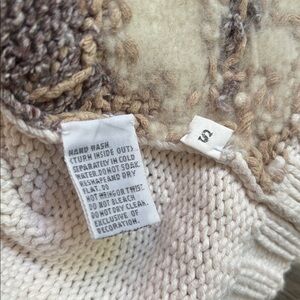 HAND WASH
(TURN INSIDE OUT)
SEPARATELY IN COLD
WATER.DO NOT SOAK.
RESHAPE AND DRY
FLAT. DO
NOT WRING OR TWIST.
DO NOT BLEACH
DO NOT DRY CLEAN.
EXCLUSIVE OF
DECORATION.
S